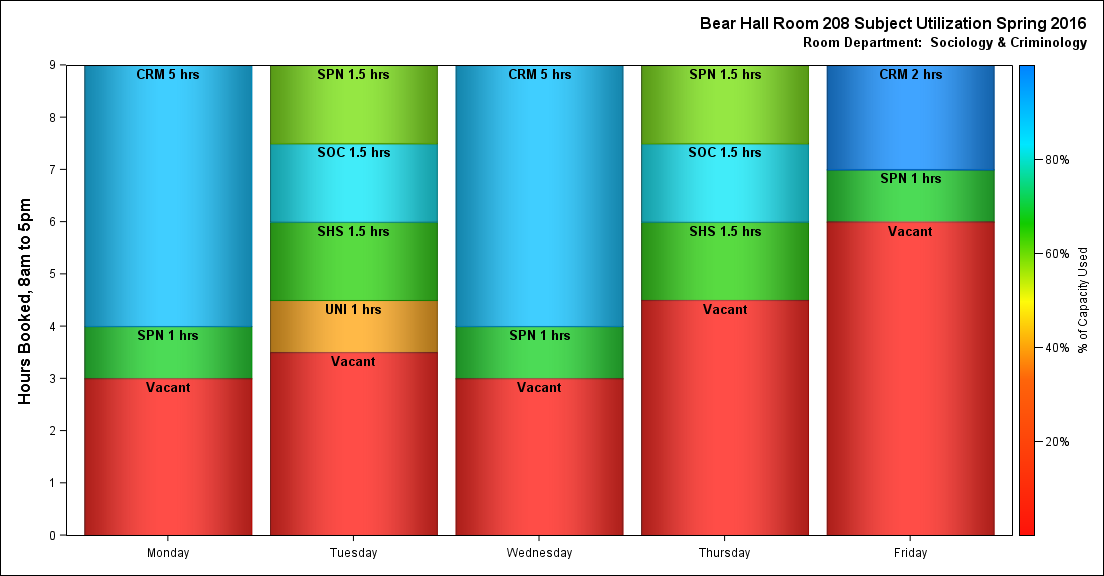 Bear Hall Room 208 Subject Utilization Spring 2016
Room Department:  Sociology & Criminology
Hours Booked, 8am to 5pm
9
8
7
6
5
4
3
2
1
0
CRM 5 hrs
SPN 1 hrs
Vacant
SPN 1.5 hrs
SOC 1.5 hrs
SHS 1.5 hrs
UNI 1 hrs
Vacant
CRM 5 hrs
SPN 1 hrs
Vacant
SPN 1.5 hrs
SOC 1.5 hrs
SHS 1.5 hrs
Vacant
CRM 2 hrs
SPN 1 hrs
Vacant
Monday
Tuesday
Wednesday
Thursday
Friday
80%
60%
40%
20%
% of Capacity Used